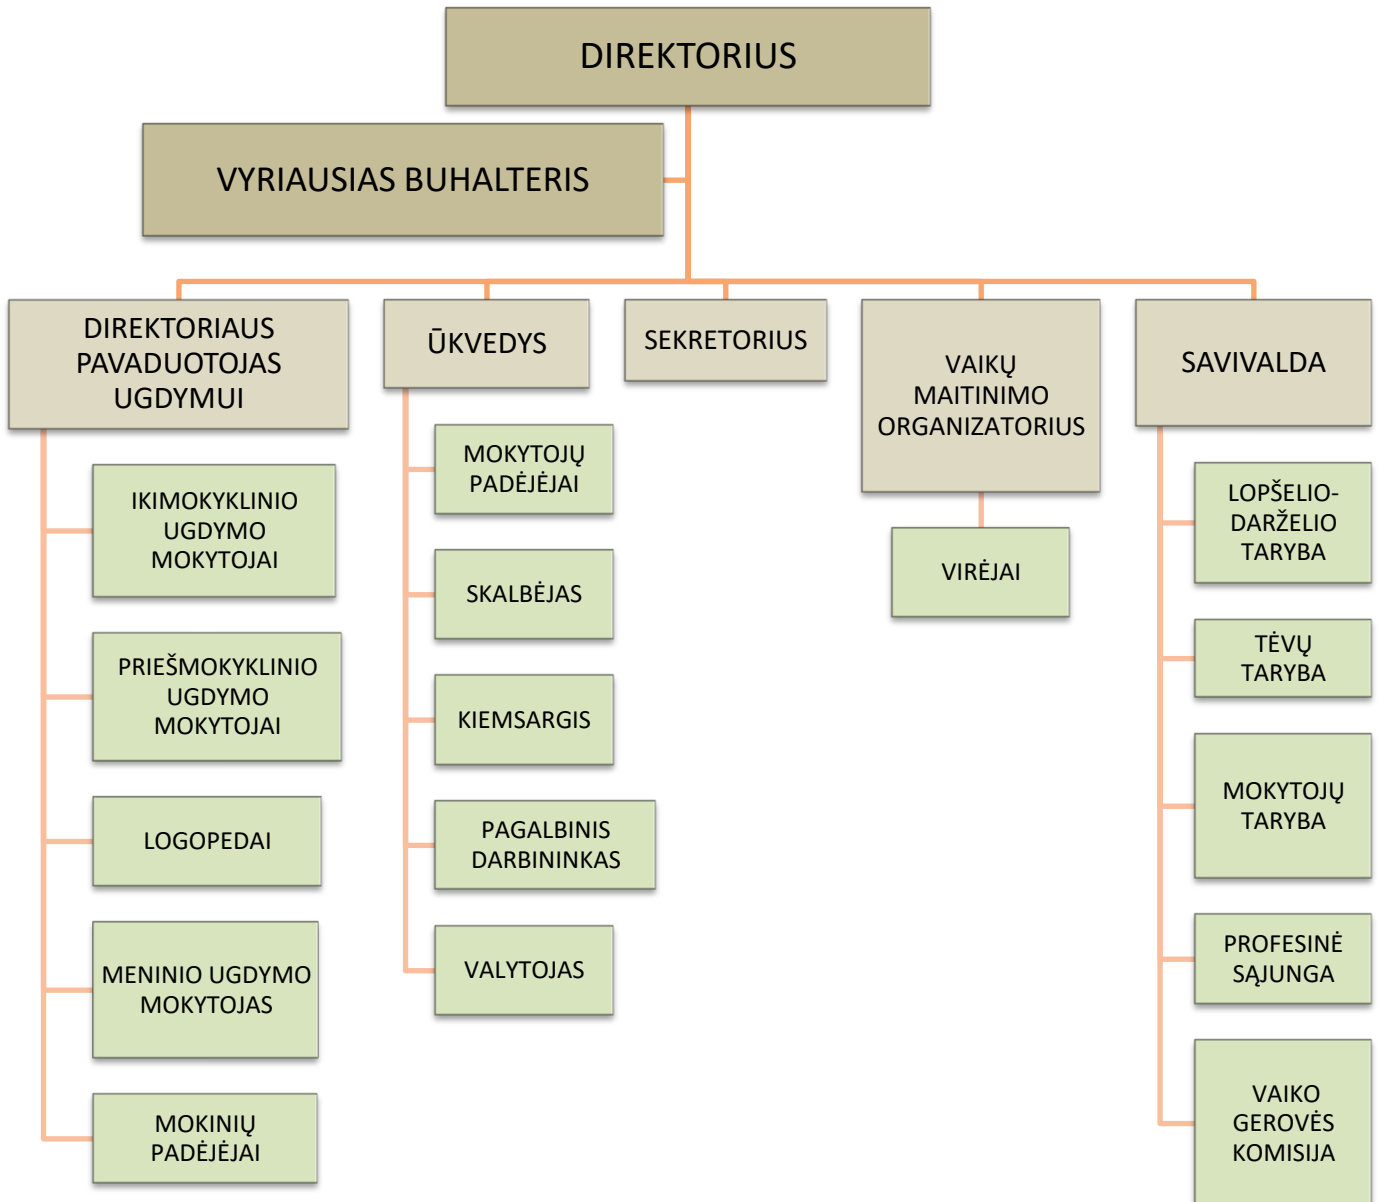 DIREKTORIUS
VYRIAUSIAS BUHALTERIS
DIREKTORIAUS
PAVADUOTOJAS
UGDYMUI
IKIMOKYKLINIO
UGDYMO
MOKYTOJAI
PRIEŠMOKYKLINIO
UGDYMO
MOKYTOJAI
LOGOPEDAI
MENINIO UGDYMO
MOKYTOJAS
MOKINIŲ
PADĖJĖJAI
ŪKVEDYS
MOKYTOJŲ
PADĖJĖJAI
SKALBĖJAS
KIEMSARGIS
PAGALBINIS
DARBININKAS
VALYTOJAS
SEKRETORIUS
VAIKŲ
MAITINIMO
ORGANIZATORIUS
VIRĖJAI
SAVIVALDA
LOPŠELIO-
DARŽELIO
TARYBA
TĖVŲ
TARYBA
MOKYTOJŲ
TARYBA
PROFESINĖ
SĄJUNGA
VAIKO
GEROVĖS
KOMISIJA